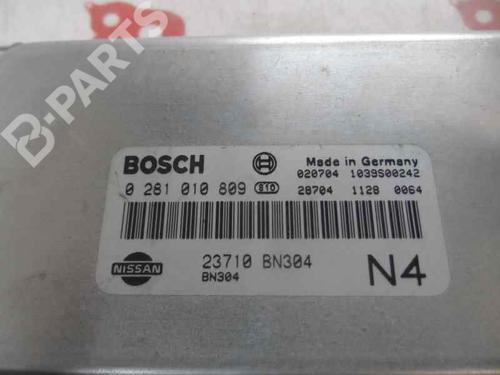 B-PARTS
BOSCH
Made in Germany
020704 1039S00242
0 281 010 809 810
28704 1128 0064
NISSAN
23710 BN304
BN304
N4